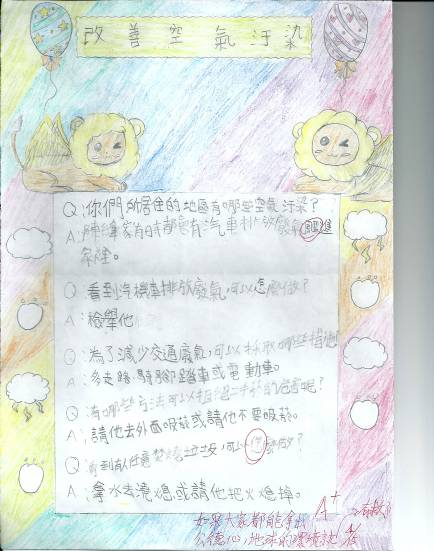 改善空氣汙染
Q:你們所居住的地區有哪些空氣汙染?
A:家有時都會有汽車排放廢氣飄進
家裡。
Q:看到汽機車排放廢氣,可以怎麼做?
A:檢舉他
Q:為了減少交通廢氣,可以採取哪些措施
A:多走路、騎腳踏車或電動車。
Q:有哪些方法可以拒絕二手菸的危害呢?
A:請他去外面吸菸或請他不要吸菸。
Q:看到有人任意焚燒垃圾,可以怎麼做?
A:拿水去澆熄或請他把火熄掉。
A+
如果大家都能拿出
公德心,地球的環境就